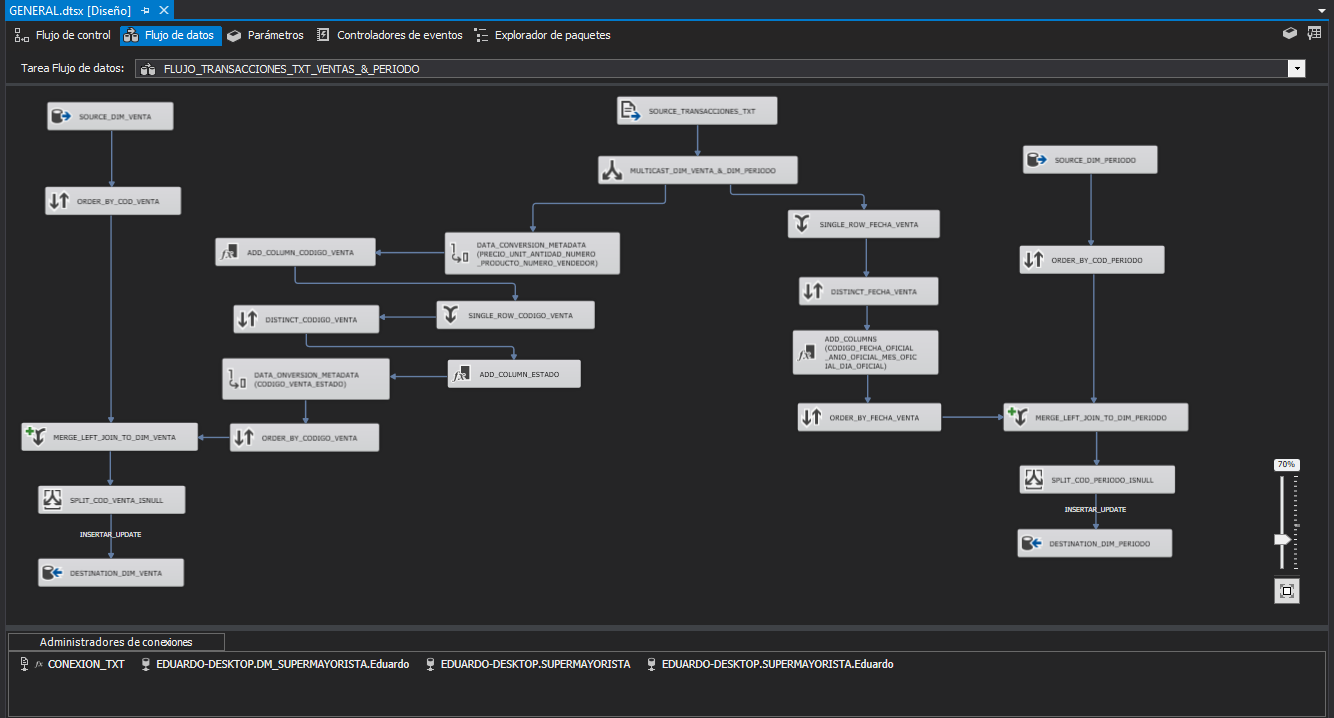 GENERAL.dtsx [Diseño]
Flujo de control
Flujo de datos
Parámetros
Controladores de eventos
Explorador de paquetes
Tarea Flujo de datos:
FLUJO_TRANSACCIONES_TXT_VENTAS_&_PERIODO
SOURCE_DIM_VENTA
SOURCE_TRANSACCIONES_TXT
SOURCE_DIM_PERIODO
MULTICAST_DIM_VENTA_&_DIM_PERIODO
ORDER_BY_COD_VENTA
SINGLE_ROW_FECHA_VENTA
ADD_COLUMN_CODIGO_VENTA
DATA_CONVERSION_METADATA
(PRECIO_UNIT_ANTIDAD_NUMERO
_PRODUCTO_NUMERO_VENDEDOR)
ORDER_BY_COD_PERIODO
DISTINCT_FECHA_VENTA
DISTINCT_CODIGO_VENTA
SINGLE_ROW_CODIGO_VENTA
ADD_COLUMNS
(CODIGO_FECHA_OFICIAL
_ANIO_OFICIAL_MES_OFIC
IAL_DIA_OFICIAL)
DATA_ONVERSION_METADATA
(CODIGO_VENTA_ESTADO)
ADD_COLUMN_ESTADO
ORDER_BY_FECHA_VENTA
MERGE_LEFT_JOIN_TO_DIM_PERIODO
MERGE_LEFT_JOIN_TO_DIM_VENTA
ORDER_BY_CODIGO_VENTA
70%
SPLIT_COD_PERIODO_ISNULL
SPLIT_COD_VENTA_ISNULL
INSERTAR_UPDATE
INSERTAR_UPDATE
DESTINATION_DIM_PERIODO
DESTINATION_DIM_VENTA
Administradores de conexiones
fx CONEXION_TXT
EDUARDO-DESKTOP.DM_SUPERMAYORISTA.Eduardo
EDUARDO-DESKTOP.SUPERMAYORISTA
EDUARDO-DESKTOP.SUPERMAYORISTA.Eduardo